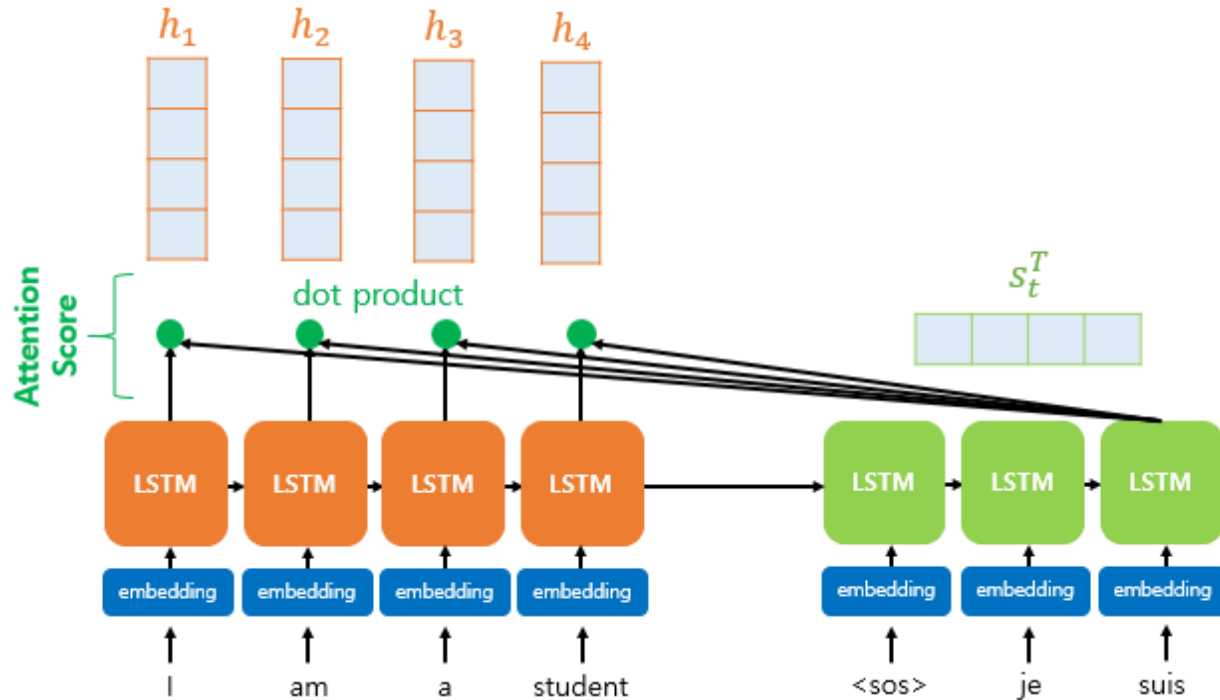 h₁ h₂ h₃ h₄
Attention
Score
dot product
sₜᵀ
LSTM LSTM LSTM LSTM LSTM LSTM LSTM
embedding embedding embedding embedding embedding embedding embedding
I am a student <sos> je suis